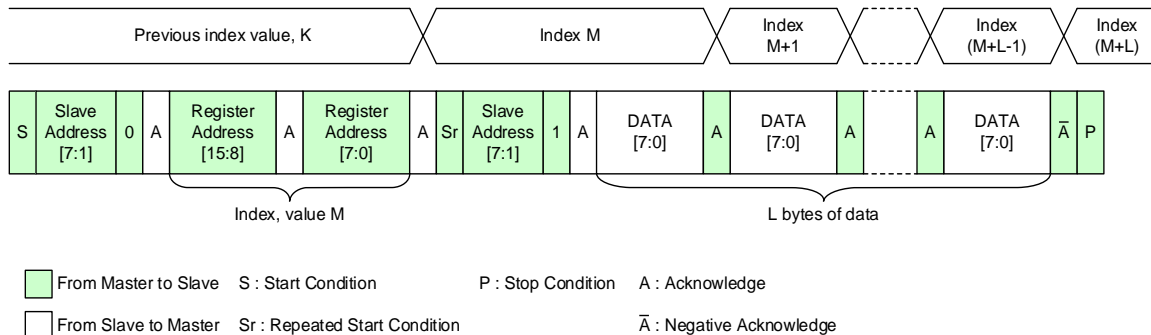 Previous index value, K
Index M
Index
M+1
Index
(M+L-1)
Index
(M+L)
S
Slave
Address
[7:1]
0
A
Register
Address
[15:8]
A
Register
Address
[7:0]
A
Sr
Slave
Address
[7:1]
1
A
DATA
[7:0]
A
DATA
[7:0]
A
A
DATA
[7:0]
A̅
P
Index, value M
L bytes of data
From Master to Slave
S : Start Condition
P : Stop Condition
A : Acknowledge
From Slave to Master
Sr : Repeated Start Condition
A̅ : Negative Acknowledge